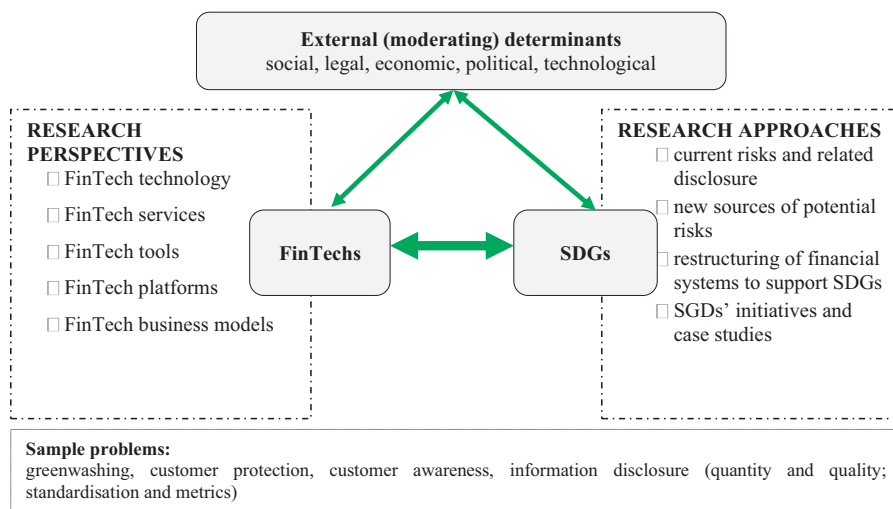 External (moderating) determinants
social, legal, economic, political, technological
RESEARCH
PERSPECTIVES
FinTech technology
FinTech services
FinTech tools
FinTech platforms
FinTech business models
FinTechs
SDGs
RESEARCH APPROACHES
current risks and related
disclosure
new sources of potential
risks
restructuring of financial
systems to support SDGs
SGDs’ initiatives and
case studies
Sample problems:
greenwashing, customer protection, customer awareness, information disclosure (quantity and quality;
standardisation and metrics)